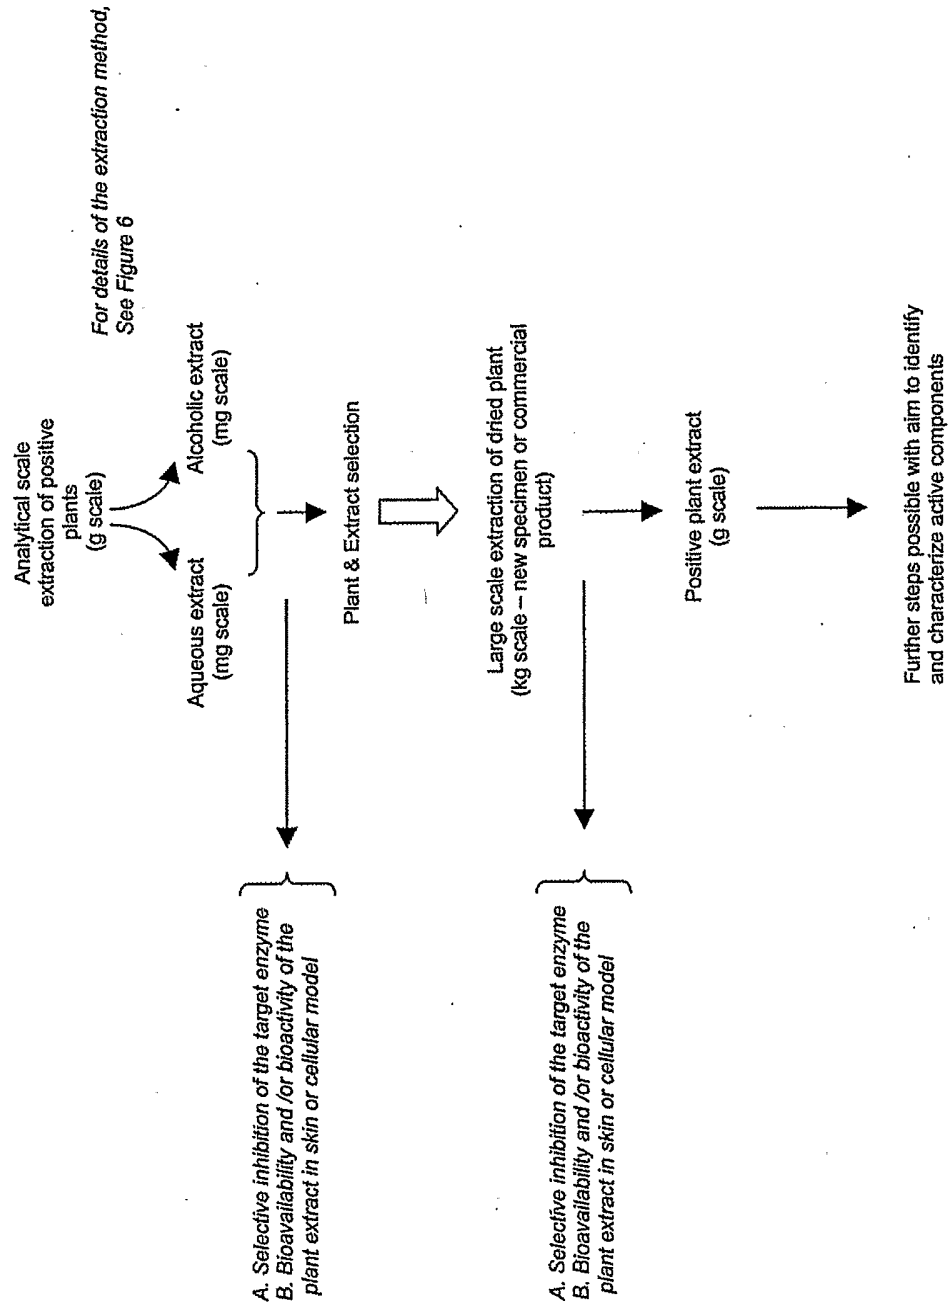 Analytical scale
extraction of positive
plants
(g scale)
For details of the extraction method,
See Figure 6
Aqueous extract
(mg scale)
Alcoholic extract
(mg scale)
A. Selective inhibition of the target enzyme
B. Bioavailability and /or bioactivity of the
plant extract in skin or cellular model
Plant & Extract selection
Large scale extraction of dried plant
(kg scale – new specimen or commercial
product)
A. Selective inhibition of the target enzyme
B. Bioavailability and /or bioactivity of the
plant extract in skin or cellular model
Positive plant extract
(g scale)
Further steps possible with aim to identify
and characterize active components